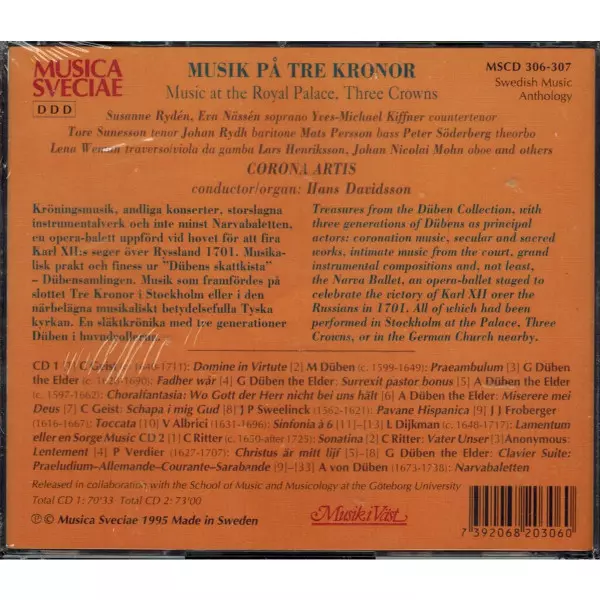 MUSICA
SVECIAE
DDD
MUSIK PÅ TRE KRONOR
Music at the Royal Palace, Three Crowns
MSCD 306-307
Swedish Music
Anthology
Susanne Rydén, Eva Nässén soprano Yves-Michael Kiffner countertenor
Tore Sunesson tenor Johan Rydh baritone Mats Persson bass Peter Söderberg theorbo
Lena traverso/viola da gamba Lars Henriksson, Johan Nicolai Mohn oboe and others
CORONA ARTIS
conductor/organ: Hans Davidsson
Kröningsmusik, andliga konserter, storslagna
instrumentalverk och inte minst Narvabaletten,
en opera-balett uppförd vid hovet för att fira
Karl XII:s seger över Ryssland 1701. Musika-
lisk prakt och finess ur "Dübens skattkista"
– Dübensamlingen. Musik som framfördes på
slottet Tre Kronor i Stockholm eller i den
närbelägna musikaliskt betydelsefulla Tyska
kyrkan. En släktkrönika med tre generationer
Düben i huvudrollerna.
Treasures from the Düben Collection, with
three generations of Dübens as principal
actors: coronation music, secular and sacred
works, intimate music from the court, grand
instrumental compositions and, not least,
the Narva Ballet, an opera-ballet staged to
celebrate the victory of Karl XII over the
Russians in 1701. All of which had been
performed in Stockholm at the Palace, Three
Crowns, or in the German Church nearby.
CD 1 [1] C Geist (c. 1640-1711): Domine in Virtute [2] M Düben (c. 1599-1649): Praeambulum [3] G Düben
the Elder (c. 1628-1690): Fadher wår [4] G Düben the Elder: Surrexit pastor bonus [5] A Düben the Elder
(c. 1597-1662): Choralfantasia: Wo Gott der Herr nicht bei uns hält [6] A Düben the Elder: Miserere mei
Deus [7] C Geist: Schapa i mig Gud [8] J P Sweelinck (1562-1621): Pavane Hispanica [9] J J Froberger
(1616-1667): Toccata [10] V Albrici (1631-1696): Sinfonia à 6 [11]–[13] L Dijkman (c. 1648-1717): Lamentum
eller en Sorge Music CD 2 [1] C Ritter (c. 1650-after 1725): Sonatina [2] C Ritter: Vater Unser [3] Anonymous:
Lentement [4] P Verdier (1627-1707): Christus är mitt lijf [5]–[8] G Düben the Elder: Clavier Suite:
Praeludium–Allemande–Courante–Sarabande [9]–[33] A von Düben (1673-1738): Narvabaletten
Released in collaboration with the School of Music and Musicology at the Göteborg University
Total CD 1: 70'33 Total CD 2: 73'00
℗ © Musica Sveciae 1995 Made in Sweden
Musik i Väst
7 392068 203060